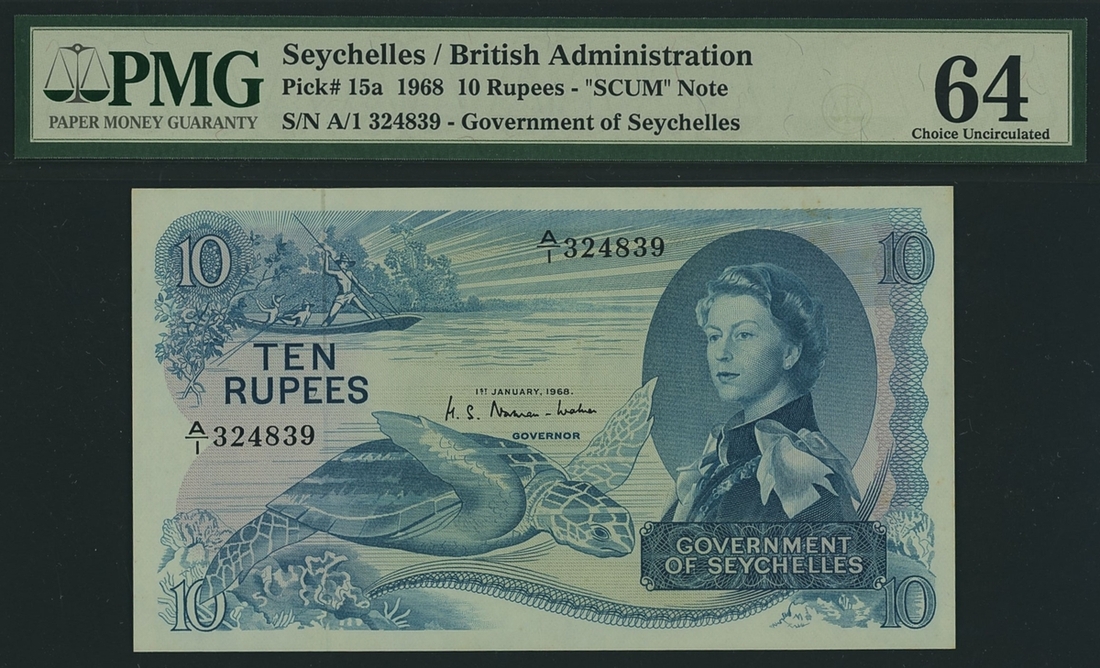 PMG
PAPER MONEY GUARANTY
Seychelles / British Administration
Pick# 15a 1968 10 Rupees - "SCUM" Note
S/N A/1 324839 - Government of Seychelles
64
Choice Uncirculated
10
A/1 324839
10
TEN
RUPEES
1ST JANUARY, 1968.
H. S. Norman-Walker
GOVERNOR
A/1 324839
GOVERNMENT
OF SEYCHELLES
10
10